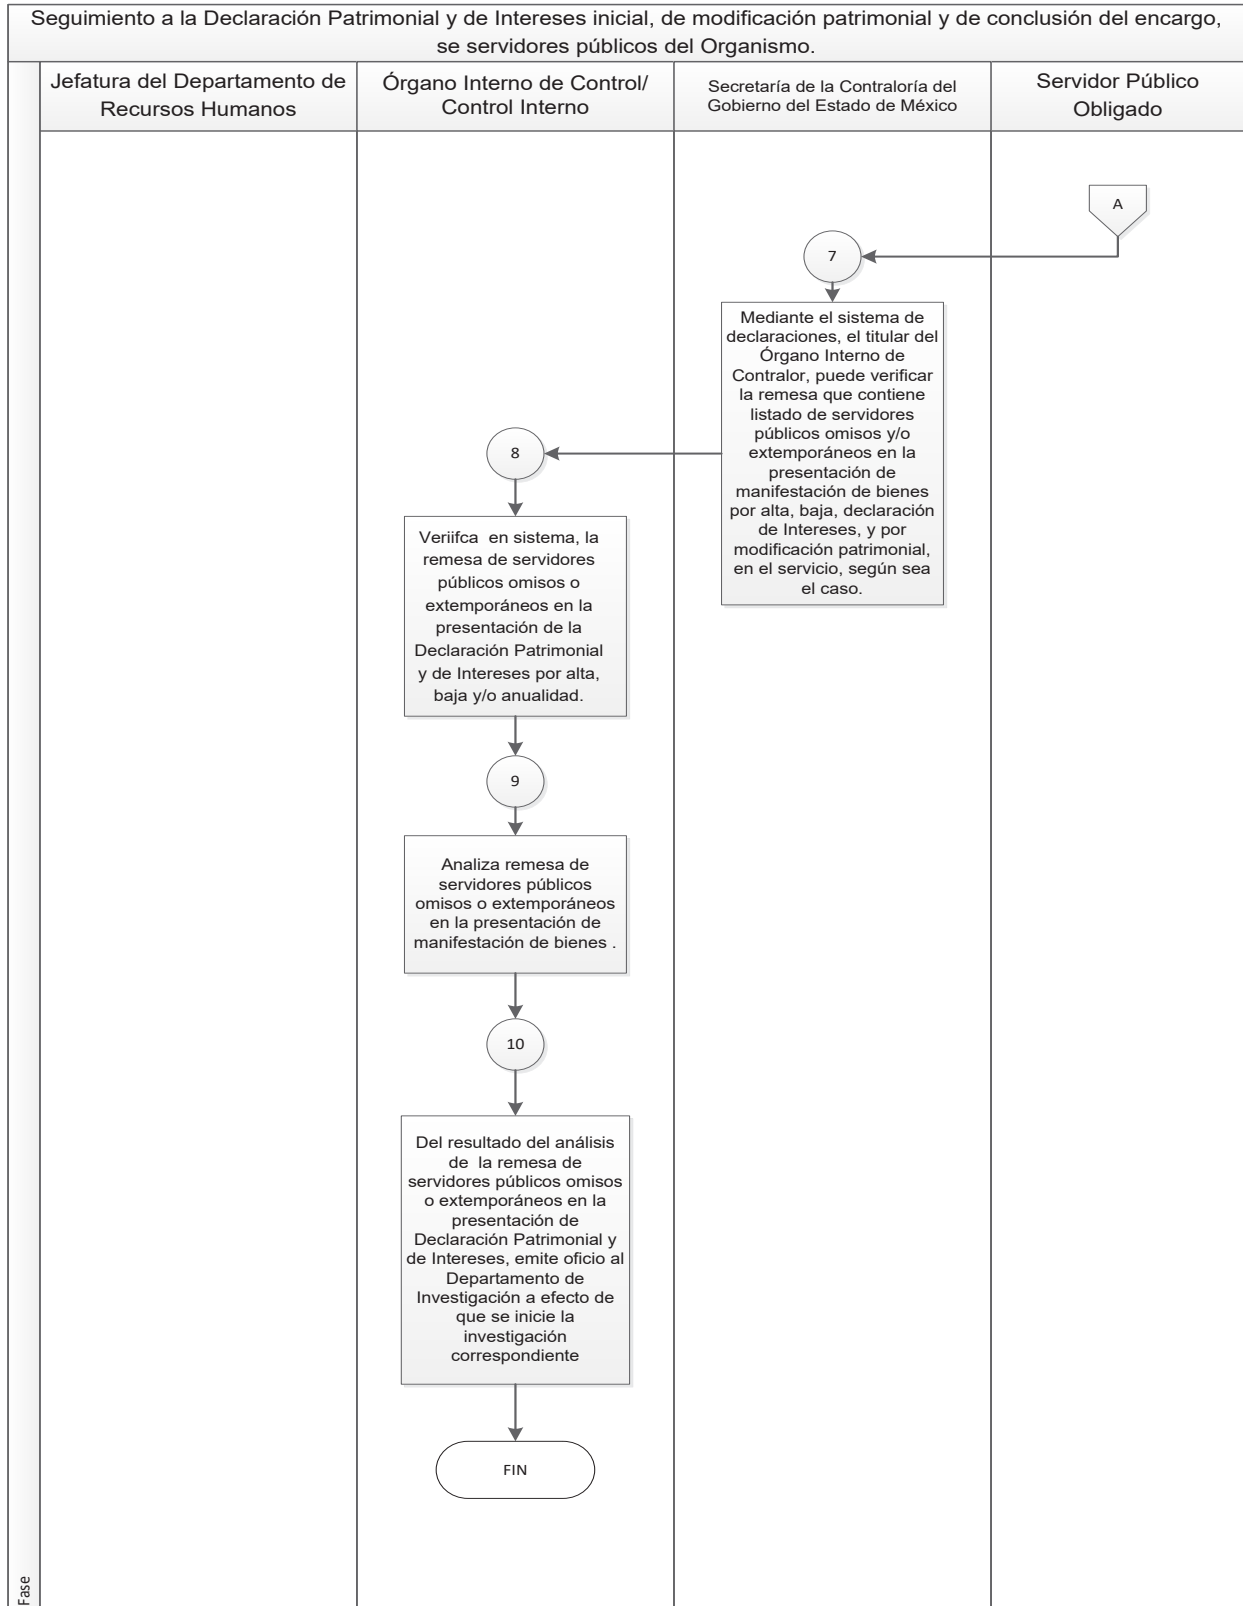 Seguimiento a la Declaración Patrimonial y de Intereses inicial, de modificación patrimonial y de conclusión del encargo,
se servidores públicos del Organismo.
Jefatura del Departamento de
Recursos Humanos
Órgano Interno de Control/
Control Interno
Secretaría de la Contraloría del
Gobierno del Estado de México
Servidor Público
Obligado
A
7
Mediante el sistema de
declaraciones, el titular del
Órgano Interno de
Contralor, puede verificar
la remesa que contiene
listado de servidores
públicos omisos y/o
extemporáneos en la
presentación de
manifestación de bienes
por alta, baja, declaración
de Intereses, y por
modificación patrimonial,
en el servicio, según sea
el caso.
8
Veriifca en sistema, la
remesa de servidores
públicos omisos o
extemporáneos en la
presentación de la
Declaración Patrimonial
y de Intereses por alta,
baja y/o anualidad.
9
Analiza remesa de
servidores públicos
omisos o extemporáneos
en la presentación de
manifestación de bienes .
10
Del resultado del análisis
de la remesa de
servidores públicos omisos
o extemporáneos en la
presentación de
Declaración Patrimonial y
de Intereses, emite oficio al
Departamento de
Investigación a efecto de
que se inicie la
investigación
correspondiente
FIN
Fase